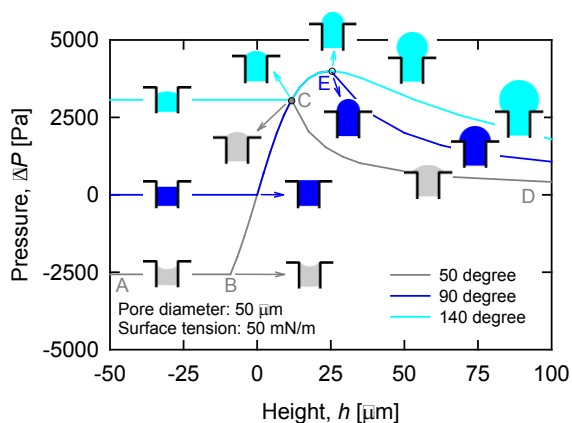 5000
2500
0
-2500
-5000
Pressure, ΔP [Pa]
C
E
D
A
B
50 degree
90 degree
140 degree
Pore diameter: 50 μm
Surface tension: 50 mN/m
-50
-25
0
25
50
75
100
Height, h [μm]